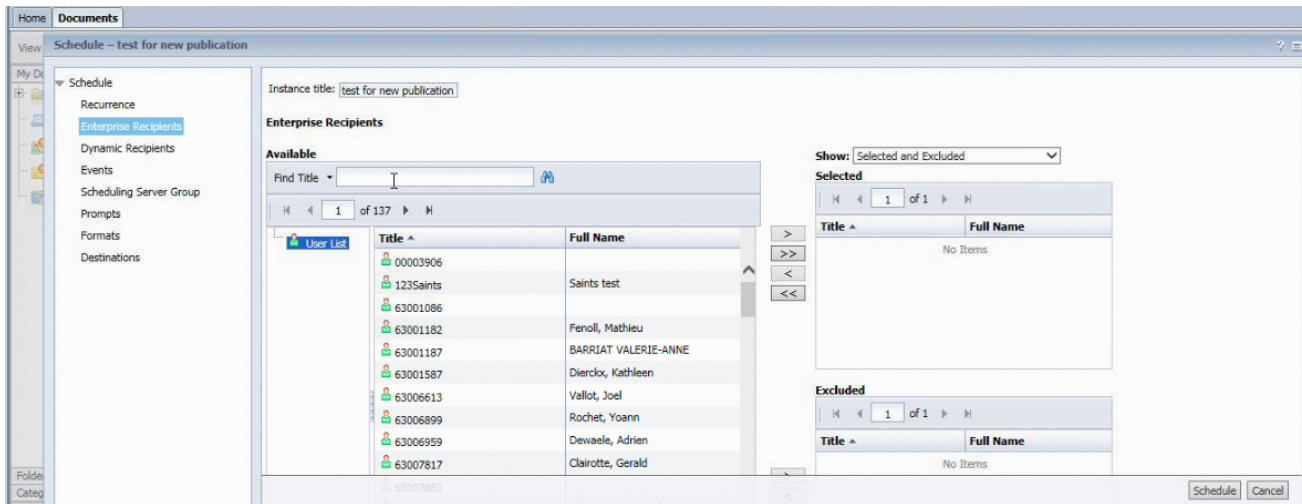 Home Documents
View
Schedule – test for new publication
?
My Do
Schedule
Recurrence
Enterprise Recipients
Dynamic Recipients
Events
Scheduling Server Group
Prompts
Formats
Destinations
Instance title: test for new publication
Enterprise Recipients
Available
Find Title
1 of 137
User List
Title Full Name
00003906
123Saints Saints test
63001086
63001182 Fenoll, Mathieu
63001187 BARRIAT VALERIE-ANNE
63001587 Dierckx, Kathleen
63006613 Vallot, Joel
63006899 Rochet, Yoann
63006959 Dewaele, Adrien
63007817 Clairotte, Gerald
63007883
>
>>
<
<<
>
<
Show: Selected and Excluded
Selected
1 of 1
Title Full Name
No Items
Excluded
1 of 1
Title Full Name
No Items
Folde
Categ
Schedule Cancel